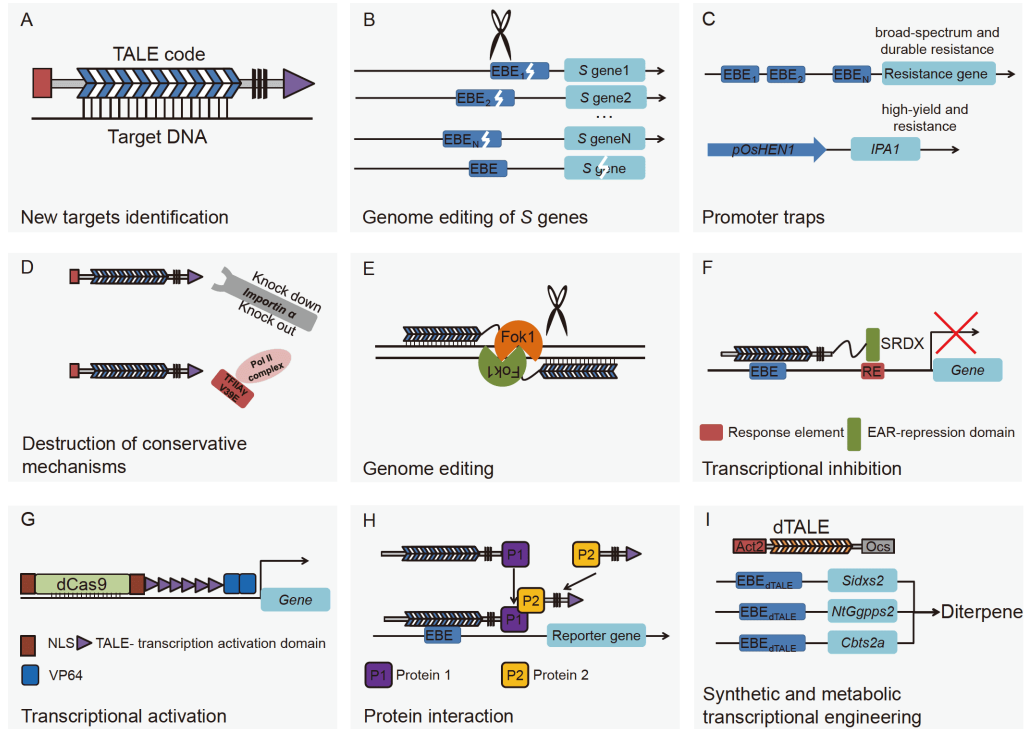 A
TALE code
Target DNA
New targets identification
B
EBE1
S gene1
EBE2
S gene2
...
EBEN
S geneN
EBE
S gene
Genome editing of S genes
C
broad-spectrum and
durable resistance
EBE1 EBE2 EBEN Resistance gene
high-yield and
resistance
pOsHEN1 IPA1
Promoter traps
D
Knock down
Importin α
Knock out
Pol II
complex
TFIIAγ
V39E
Destruction of conservative
mechanisms
E
Fok1
Fok1
Genome editing
F
SRDX
EBE RE Gene
Response element EAR-repression domain
Transcriptional inhibition
G
dCas9
Gene
NLS TALE- transcription activation domain
VP64
Transcriptional activation
H
P1 P2
P2
P1
EBE Reporter gene
P1 Protein 1 P2 Protein 2
Protein interaction
I
dTALE
Act2 Ocs
EBEdTALE Sidxs2
EBEdTALE NtGgpps2 Diterpene
EBEdTALE Cbts2a
Synthetic and metabolic
transcriptional engineering